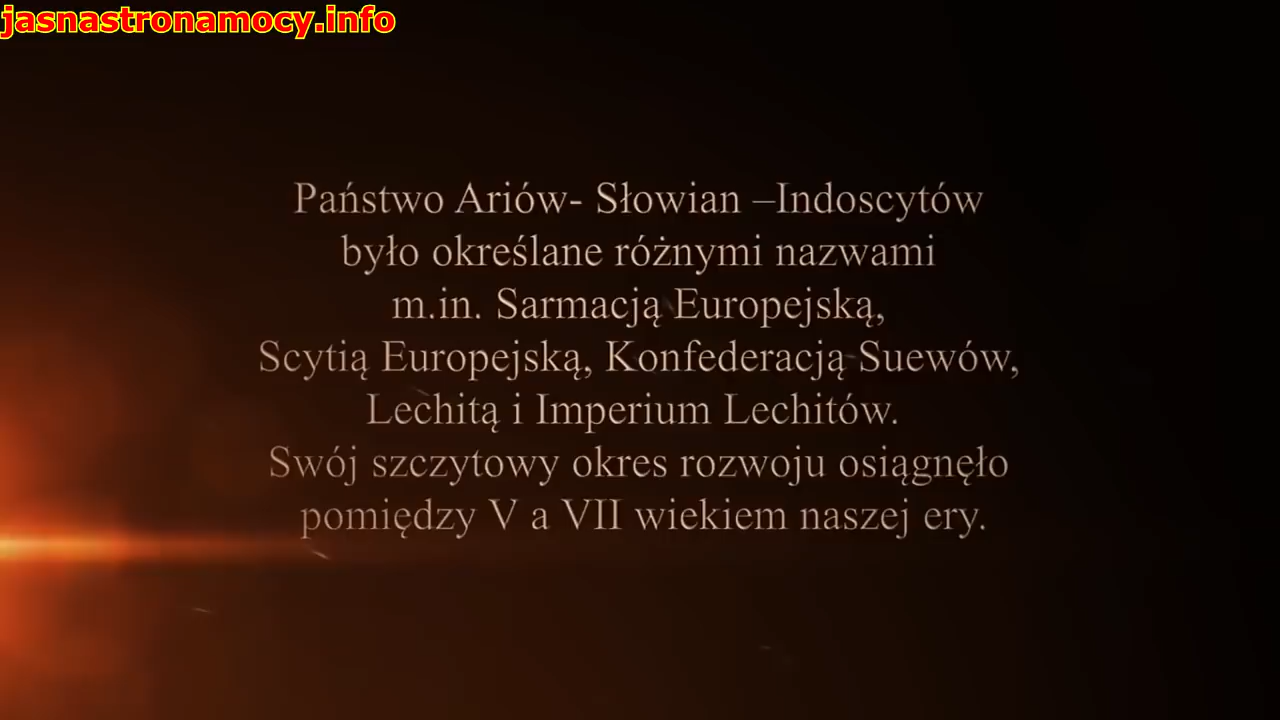 jasnastronamocy.info
Państwo Ariów- Słowian –Indoscytów
było określane różnymi nazwami
m.in. Sarmacją Europejską,
Scytią Europejską, Konfederacją Suewów,
Lechitą i Imperium Lechitów.
Swój szczytowy okres rozwoju osiągnęło
pomiędzy V a VII wiekiem naszej ery.